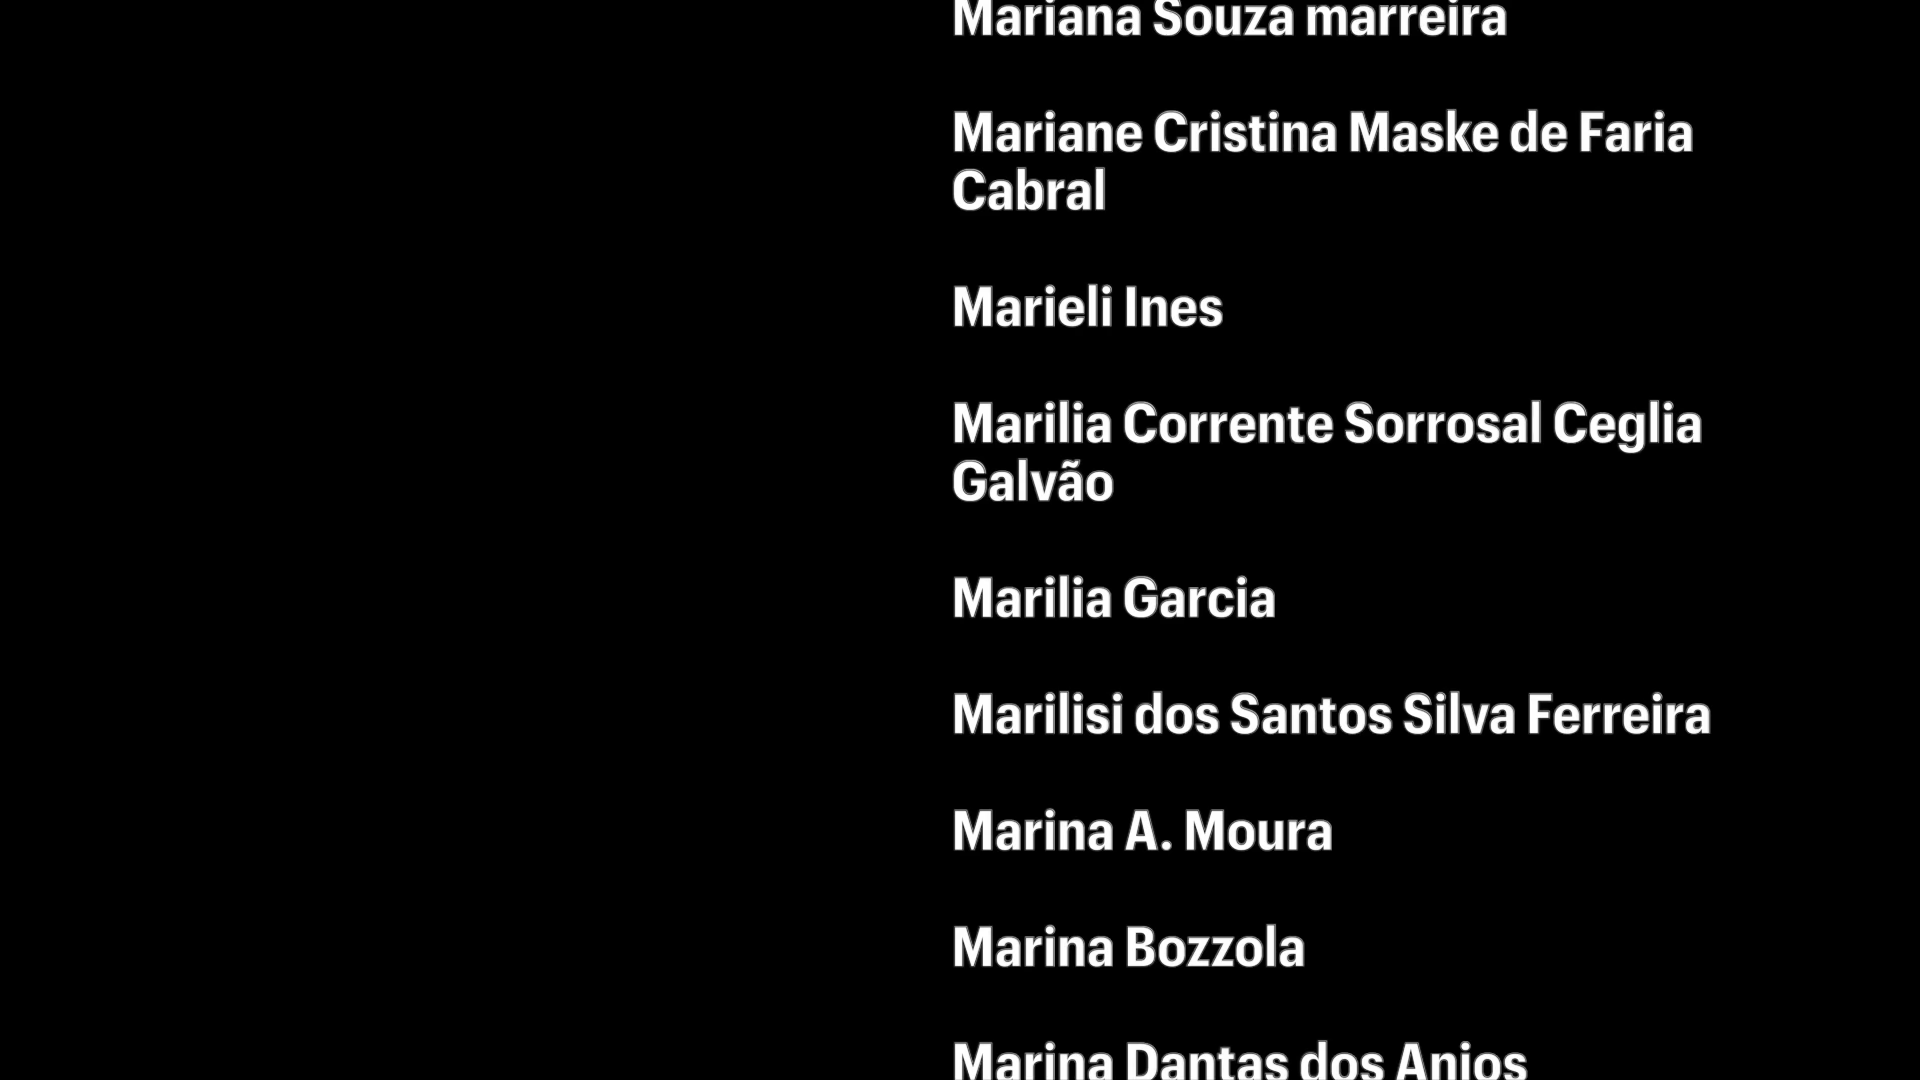 Mariana Souza marreira
Mariane Cristina Maske de Faria
Cabral
Marieli Ines
Marilia Corrente Sorrosal Ceglia
Galvão
Marilia Garcia
Marilisi dos Santos Silva Ferreira
Marina A. Moura
Marina Bozzola
Marina Dantas dos Anjos